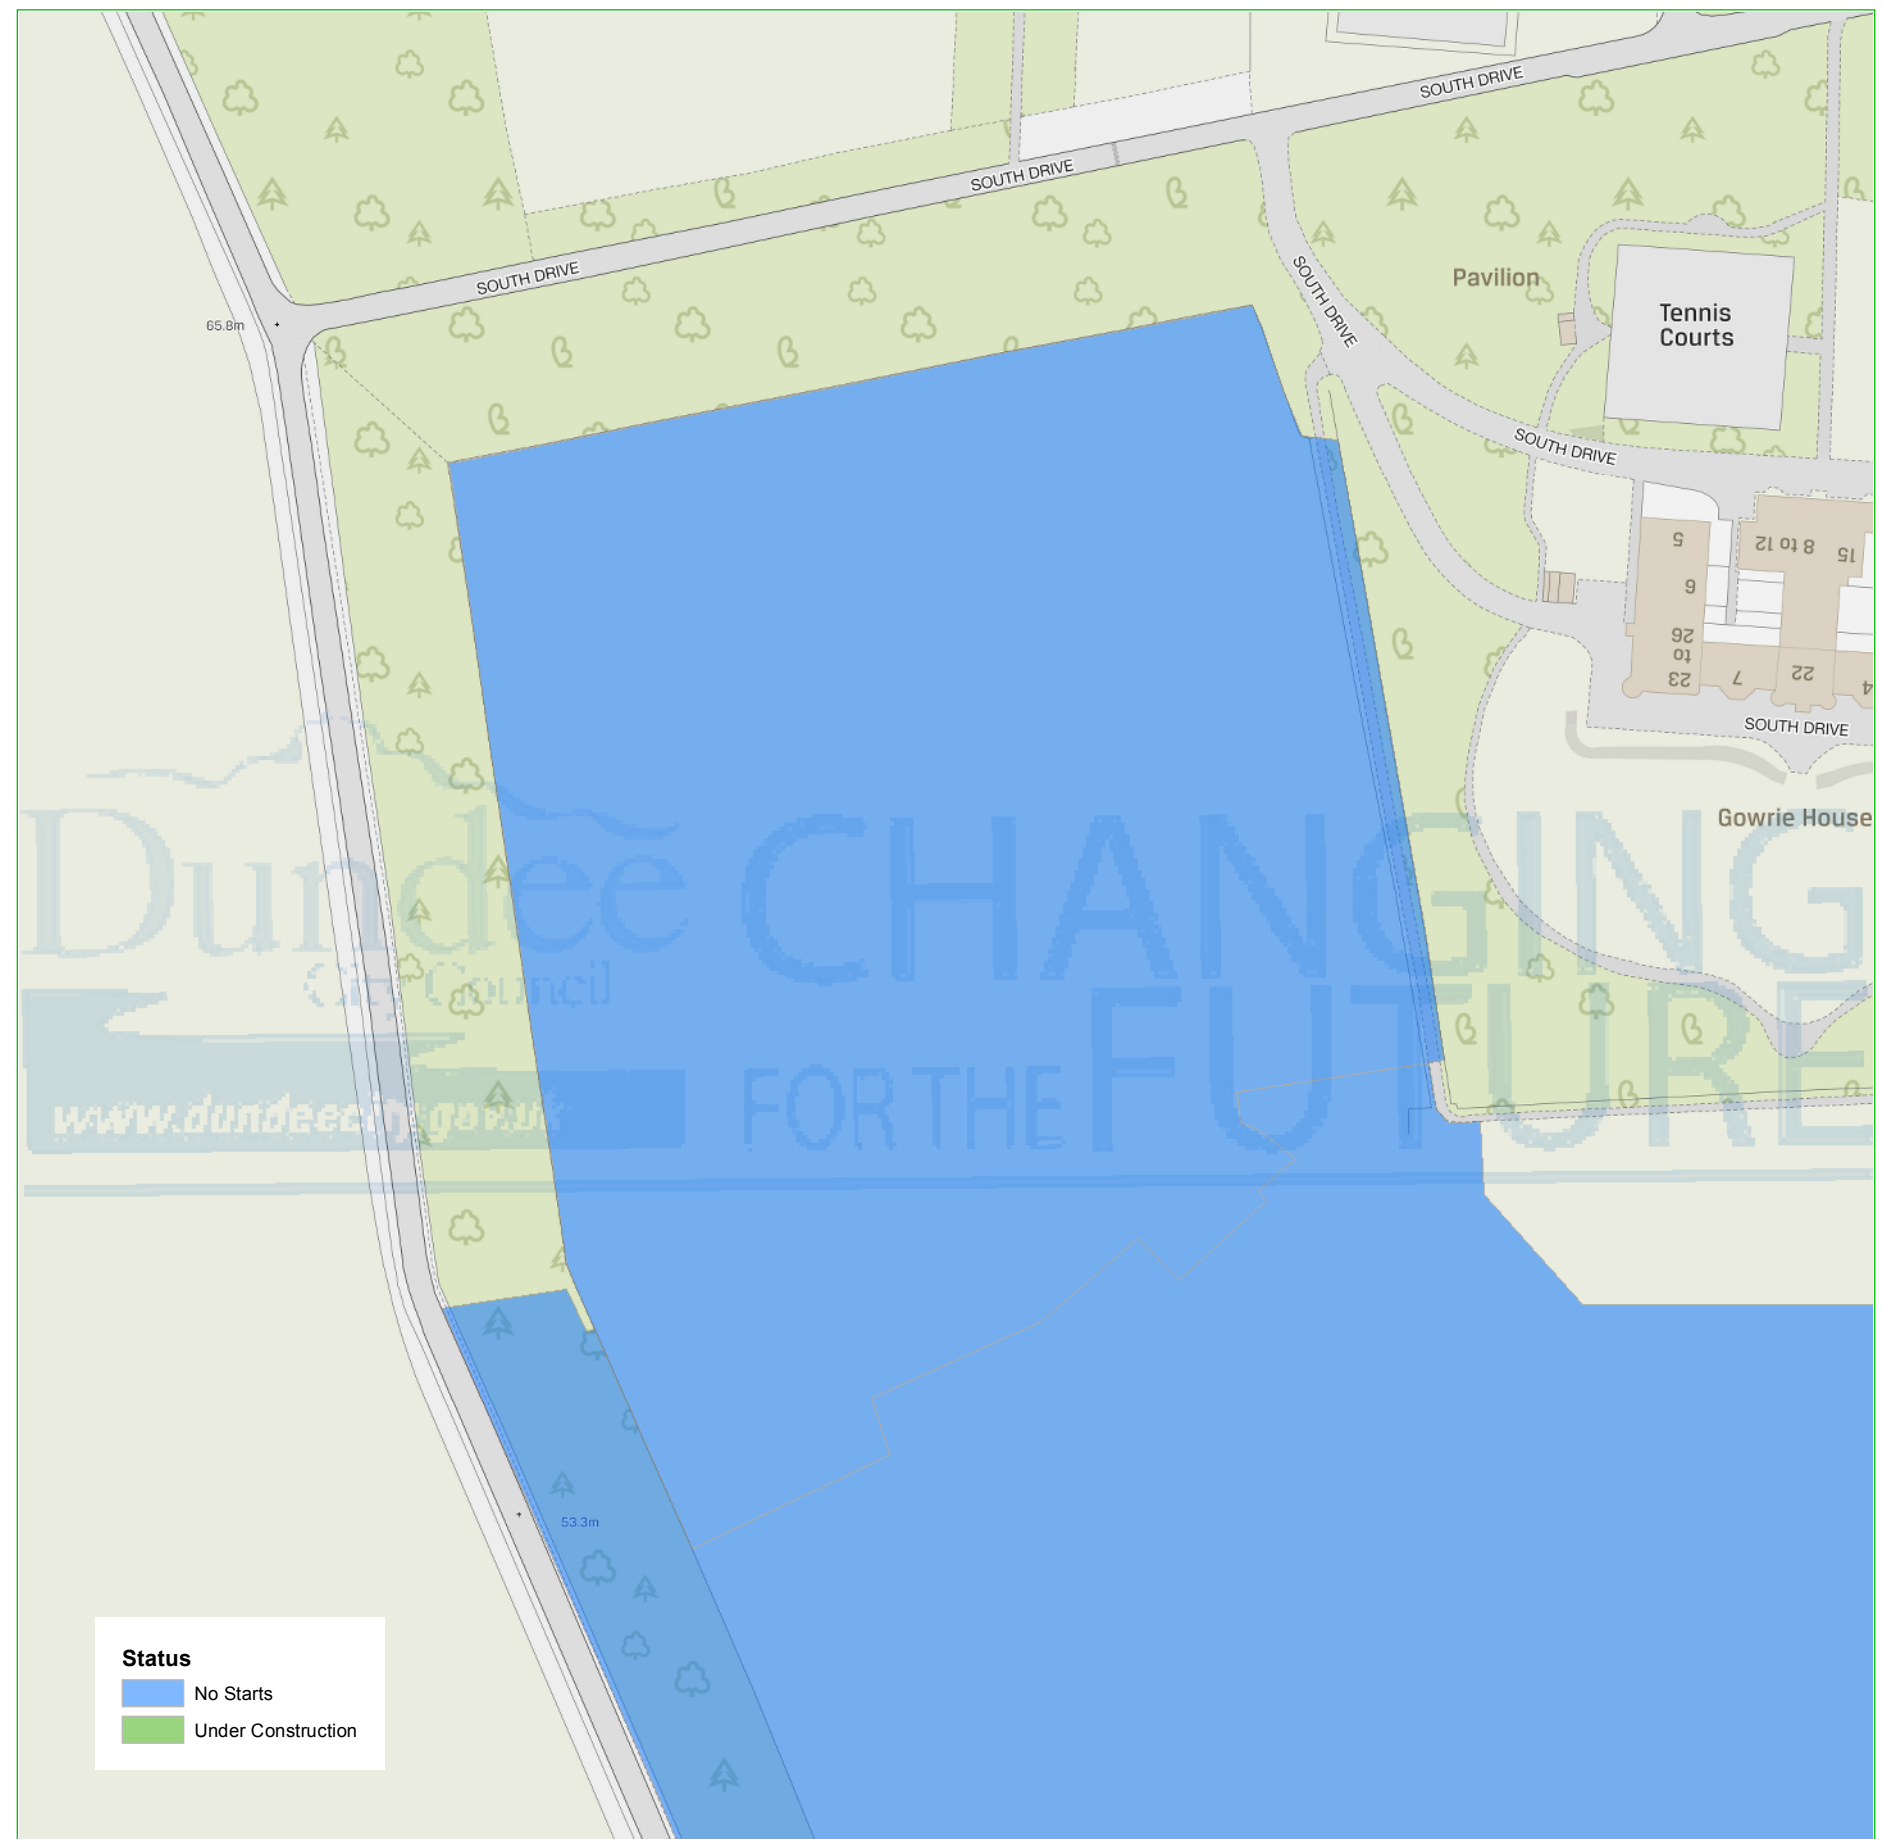 SOUTH DRIVE
SOUTH DRIVE
SOUTH DRIVE
SOUTH DRIVE
65.8m
Pavilion
Tennis
Courts
SOUTH DRIVE
5
6
23
to
26
7
8 to 12
15
22
4
SOUTH DRIVE
Gowrie House
Dundee
City Council
CHANGING
FOR THE FUTURE
www.dundeecity.gov.uk
53.3m
Status
No Starts
Under Construction